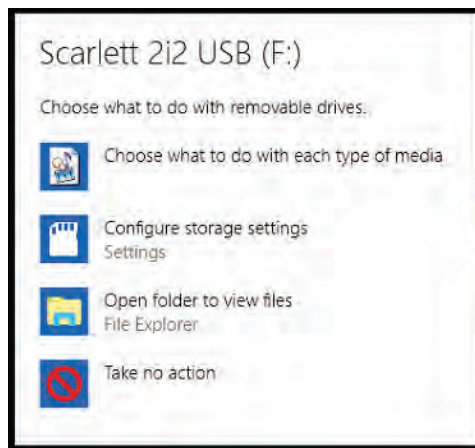 Scarlett 2i2 USB (F:)
Choose what to do with removable drives.
Choose what to do with each type of media
Configure storage settings
Settings
Open folder to view files
File Explorer
Take no action